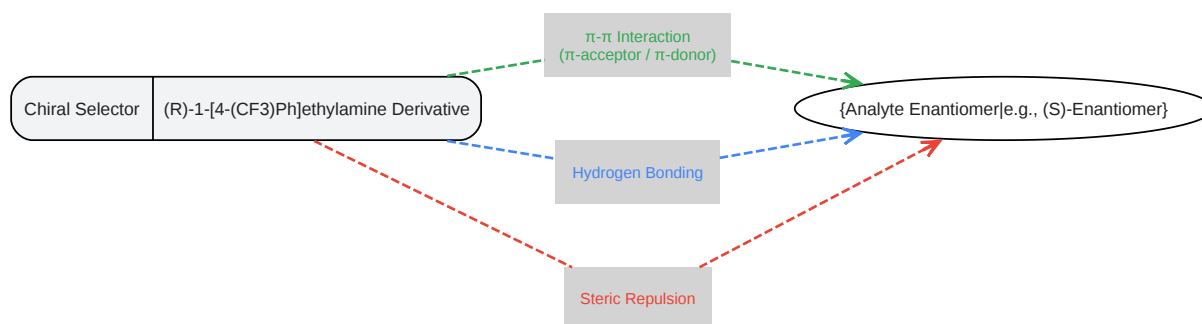 π-π Interaction
(π-acceptor / π-donor)
Chiral Selector
(R)-1-[4-(CF3)Ph]ethylamine Derivative
{Analyte Enantiomer|e.g., (S)-Enantiomer}
Hydrogen Bonding
Steric Repulsion